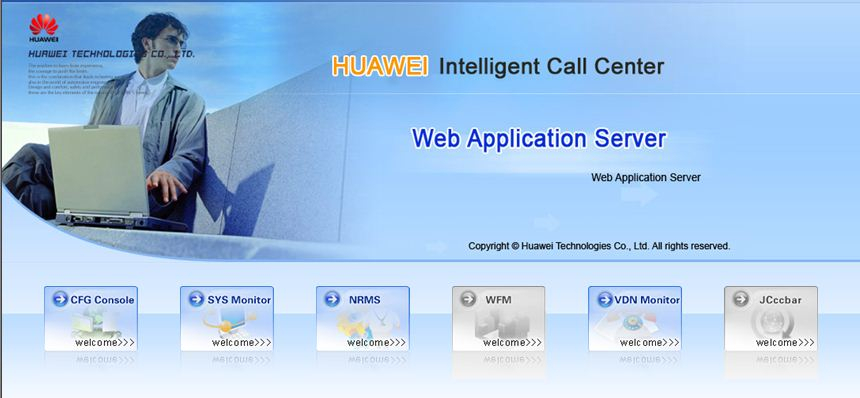 HUAWEI
HUAWEI TECHNOLOGIES CO., LTD.
HUAWEI Intelligent Call Center
Web Application Server
Web Application Server
Copyright © Huawei Technologies Co., Ltd. All rights reserved.
CFG Console
welcome>>>
SYS Monitor
welcome>>>
NRMS
welcome>>>
WFM
welcome>>>
VDN Monitor
welcome>>>
JCccbar
welcome>>>